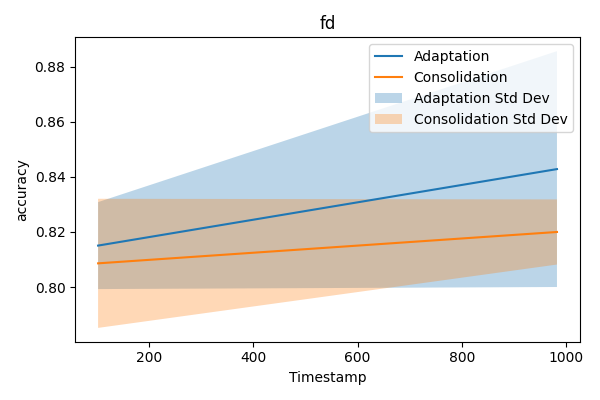 fd
Adaptation
Consolidation
Adaptation Std Dev
Consolidation Std Dev
accuracy
0.88
0.86
0.84
0.82
0.80
200
400
600
800
1000
Timestamp